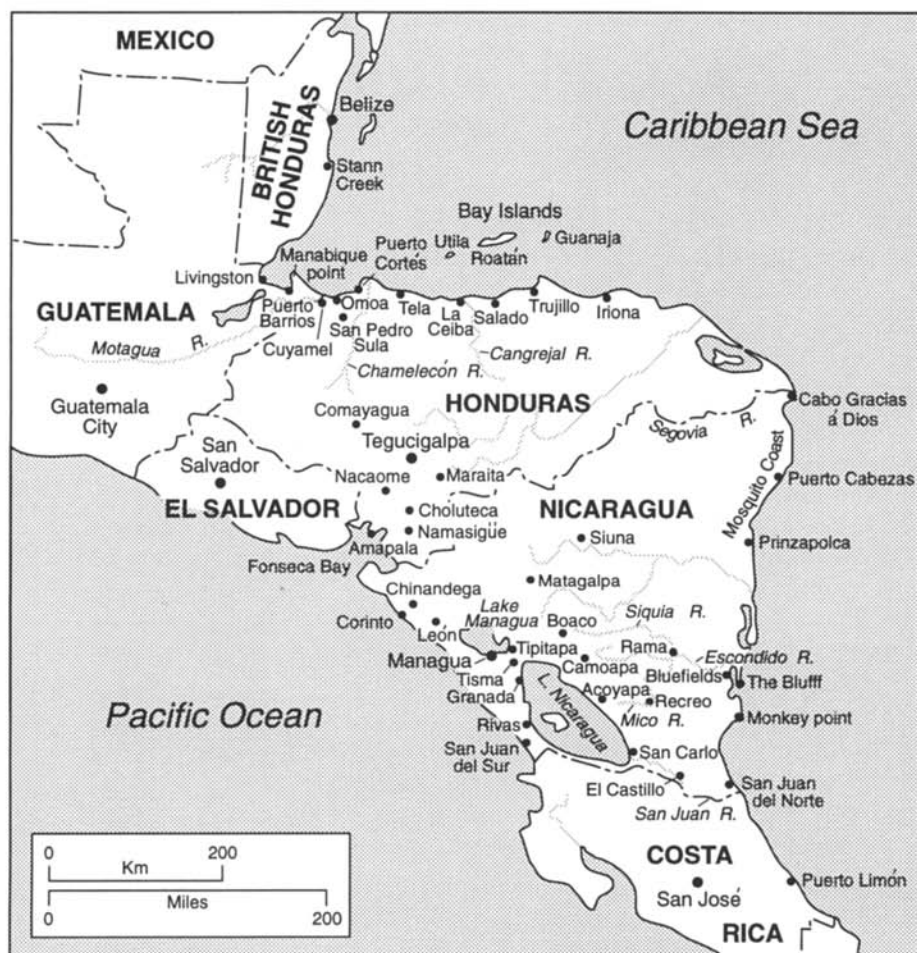 MEXICO
BRITISH
HONDURAS
Belize
Stann
Creek
Caribbean Sea
Bay Islands
Utila
Roatán
Guanaja
Puerto
Cortés
Manabique
point
Livingston
GUATEMALA
Puerto
Barrios
Cuyamel
Omoa
San Pedro
Sula
Tela
La
Ceiba
Salado
Trujillo
Iriona
Motagua R.
Chamelecón R.
Cangrejal R.
Guatemala
City
HONDURAS
Comayagua
Tegucigalpa
Segovia R.
Cabo Gracias
á Dios
San
Salvador
EL SALVADOR
Nacaome
Maraita
Choluteca
Namasigüe
Amapala
Fonseca Bay
NICARAGUA
Siuna
Mosquito Coast
Puerto Cabezas
Prinzapolca
Chinandega
Corinto
León
Lake
Managua
Matagalpa
Boaco
Siquia R.
Managua
Tipitapa
Camoapa
Rama
Escondido R.
Tisma
Granada
L. Nicaragua
Acoyapa
Recreo
Mico R.
Bluefields
The Blufff
Monkey point
Pacific Ocean
Rivas
San Juan
del Sur
San Carlo
El Castillo
San Juan R.
San Juan
del Norte
COSTA
RICA
San José
Puerto Limón
0 200
Km
Miles
0 200